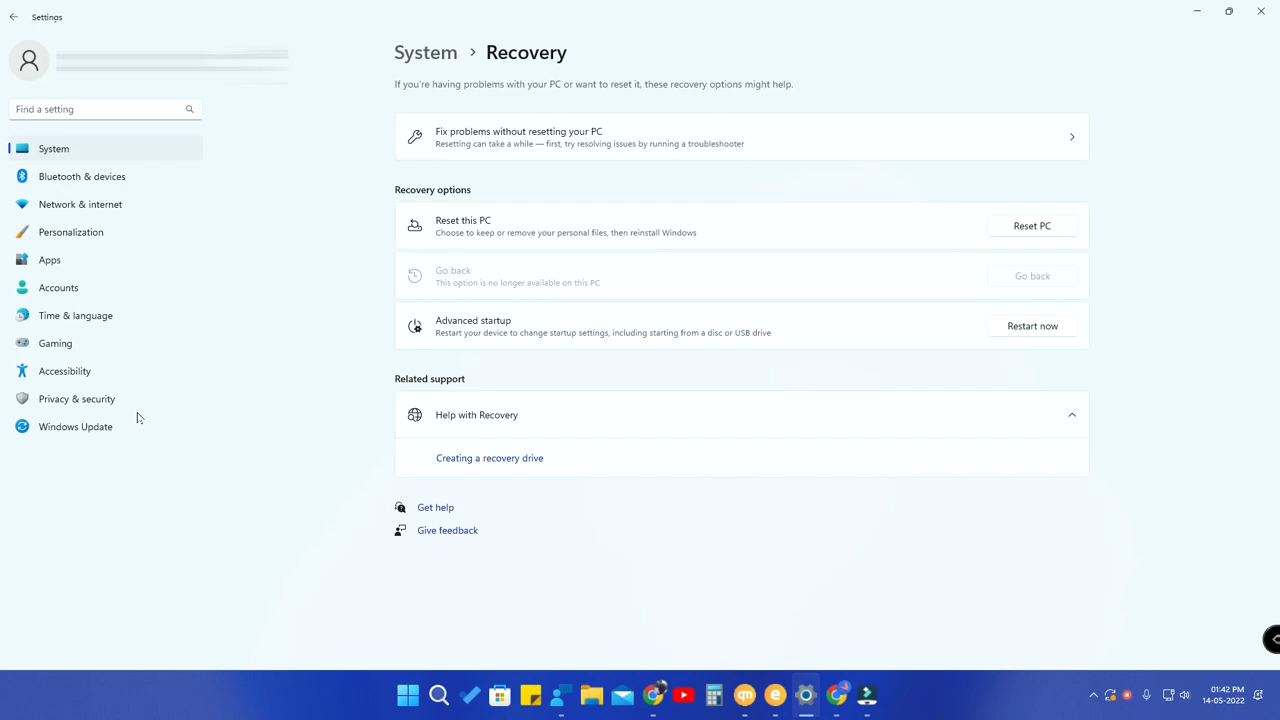 Settings
Find a setting
System
Bluetooth & devices
Network & internet
Personalization
Apps
Accounts
Time & language
Gaming
Accessibility
Privacy & security
Windows Update
System > Recovery
If you're having problems with your PC or want to reset it, these recovery options might help.
Fix problems without resetting your PC
Resetting can take a while — first, try resolving issues by running a troubleshooter
Recovery options
Reset this PC
Choose to keep or remove your personal files, then reinstall Windows
Reset PC
Go back
This option is no longer available on this PC
Go back
Advanced startup
Restart your device to change startup settings, including starting from a disc or USB drive
Restart now
Related support
Help with Recovery
Creating a recovery drive
Get help
Give feedback
qm
e
01:42 PM
14-05-2022